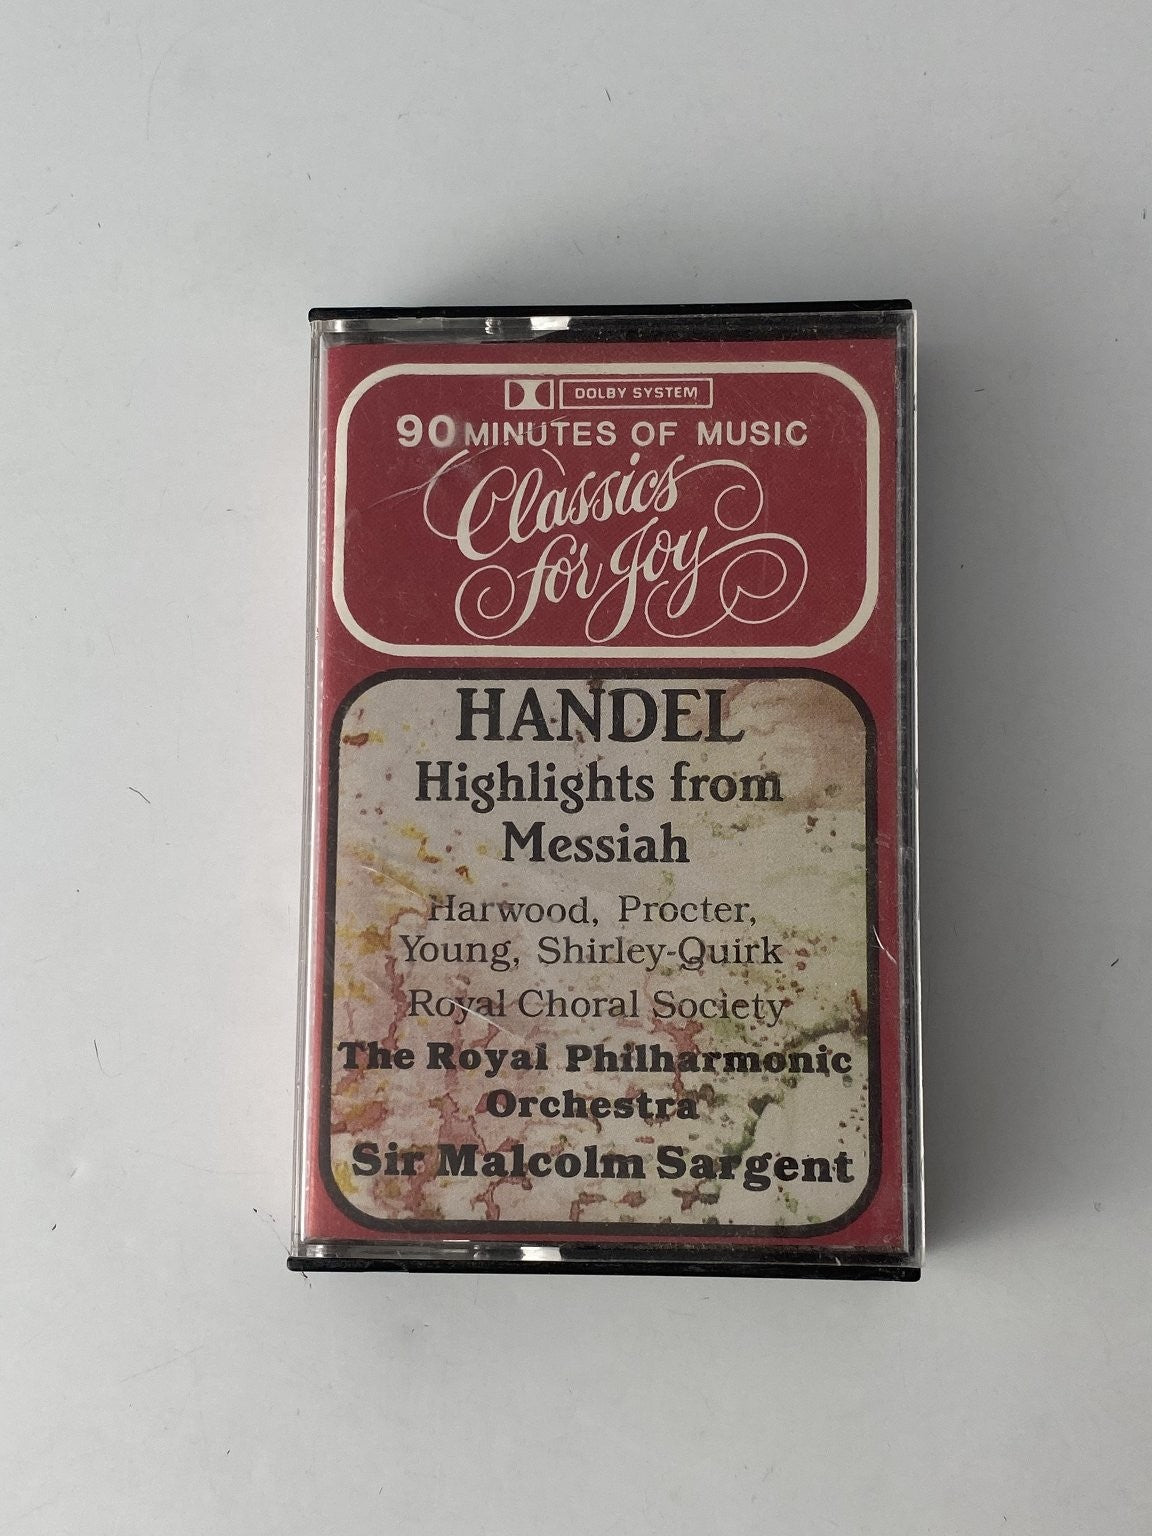 DOLBY SYSTEM
90 MINUTES OF MUSIC
Classics
for Joy
HANDEL
Highlights from
Messiah
Harwood, Procter,
Young, Shirley-Quirk
Royal Choral Society
The Royal Philharmonic
Orchestra
Sir Malcolm Sargent